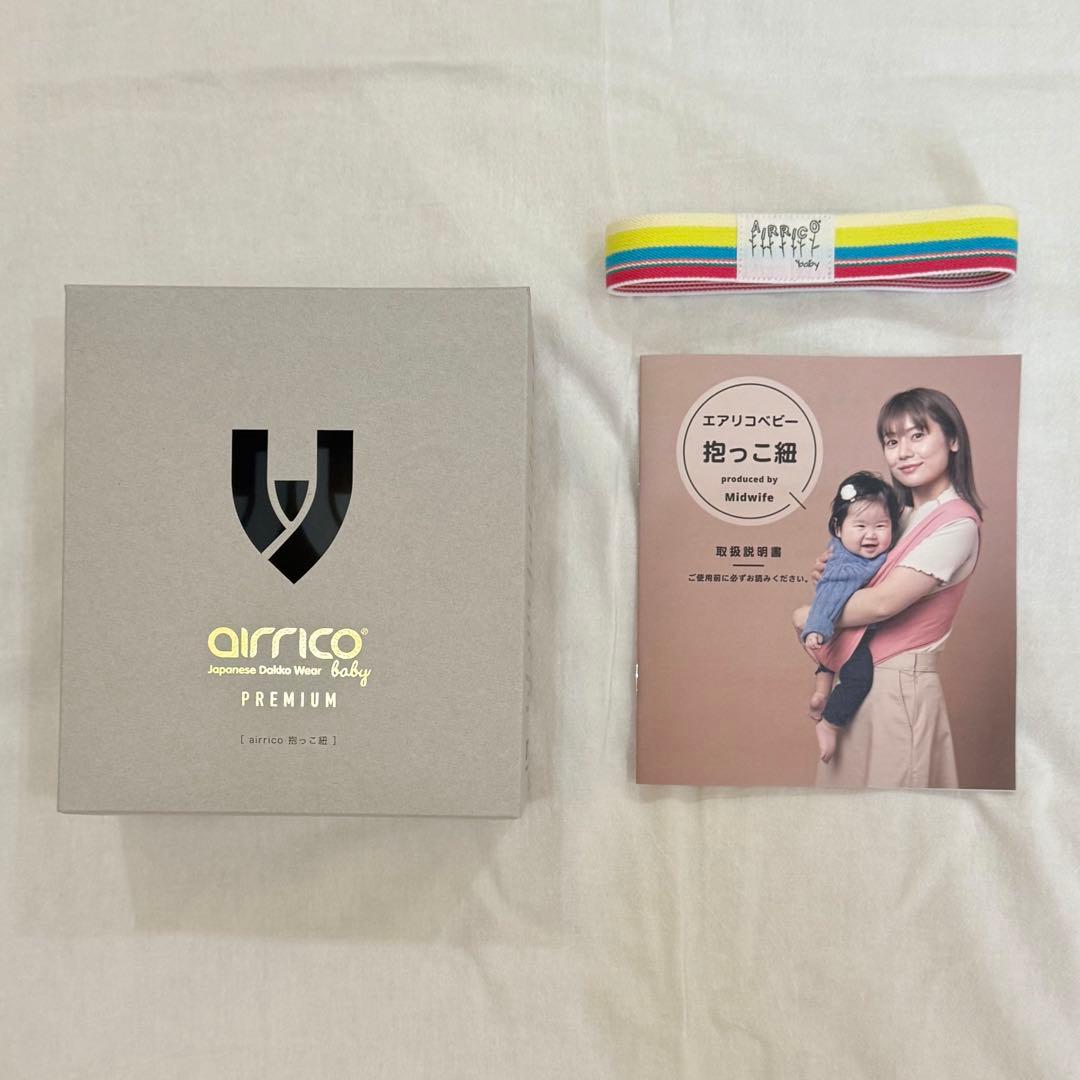 airrico®
Japanese Dakko Wear baby
PREMIUM
[ airrico 抱っこ紐 ]
AIRRICO
baby
エアリコベビー
抱っこ紐
produced by
Midwife
取扱説明書
ご使用前に必ずお読みください。